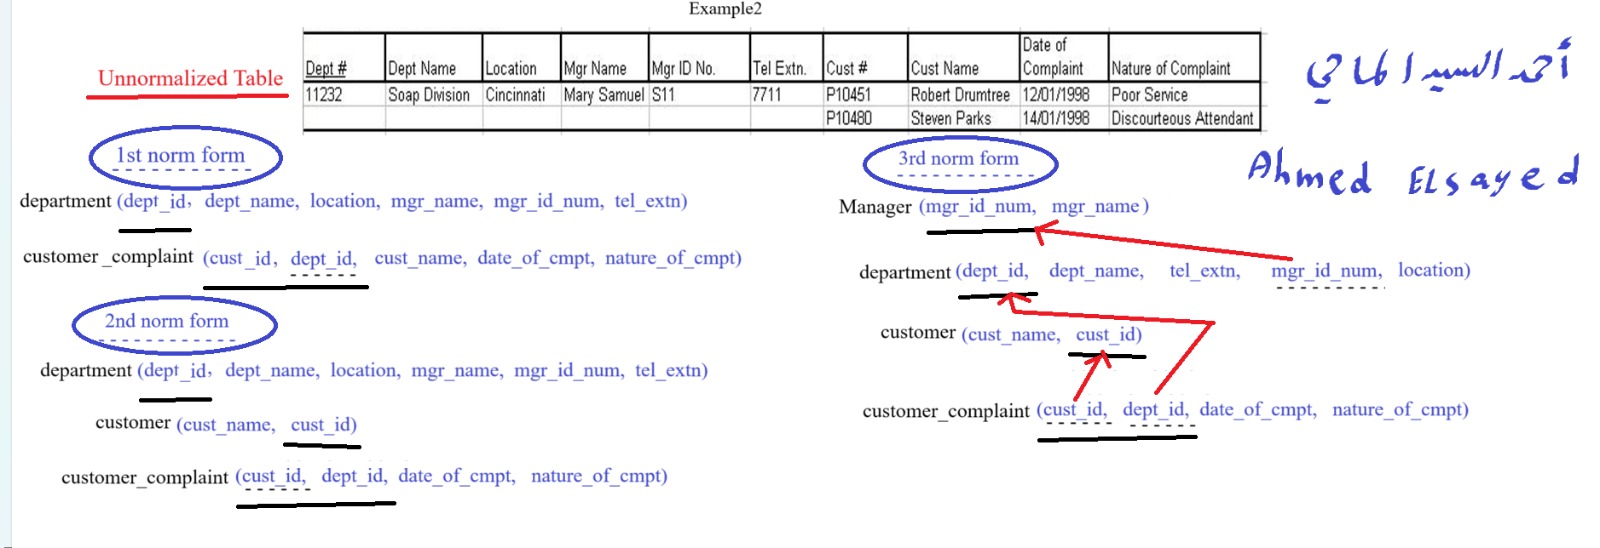 Example2
Unnormalized Table
Dept # Dept Name Location Mgr Name Mgr ID No. Tel Extn. Cust # Cust Name Date of Complaint Nature of Complaint
11232 Soap Division Cincinnati Mary Samuel S11 7711 P10451 Robert Drumtree 12/01/1998 Poor Service
P10480 Steven Parks 14/01/1998 Discourteous Attendant
أحمد السيد
Ahmed ELsayed
1st norm form
department (dept_id, dept_name, location, mgr_name, mgr_id_num, tel_extn)
customer _complaint (cust_id, dept_id, cust_name, date_of_cmpt, nature_of_cmpt)
2nd norm form
department (dept_id, dept_name, location, mgr_name, mgr_id_num, tel_extn)
customer (cust_name, cust_id)
customer_complaint (cust_id, dept_id, date_of_cmpt, nature_of_cmpt)
3rd norm form
Manager (mgr_id_num, mgr_name)
department (dept_id, dept_name, tel_extn, mgr_id_num, location)
customer (cust_name, cust_id)
customer_complaint (cust_id, dept_id, date_of_cmpt, nature_of_cmpt)